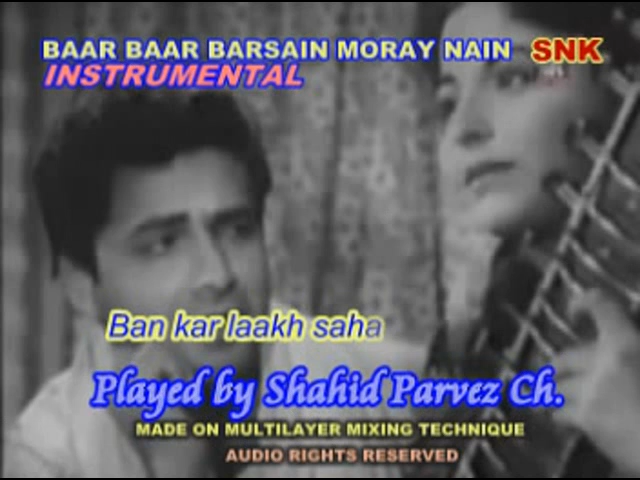 BAAR BAAR BARSAIN MORAY NAIN SNK
INSTRUMENTAL
Ban kar laakh saha
Played by Shahid Parvez Ch.
MADE ON MULTILAYER MIXING TECHNIQUE
AUDIO RIGHTS RESERVED